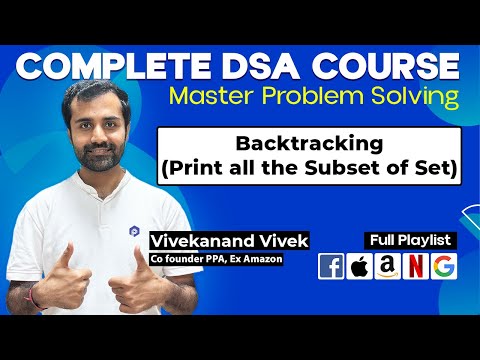 COMPLETE DSA COURSE
Master Problem Solving
Backtracking
(Print all the Subset of Set)
Vivekanand Vivek
Co founder PPA, Ex Amazon
Full Playlist
f
a
N
G